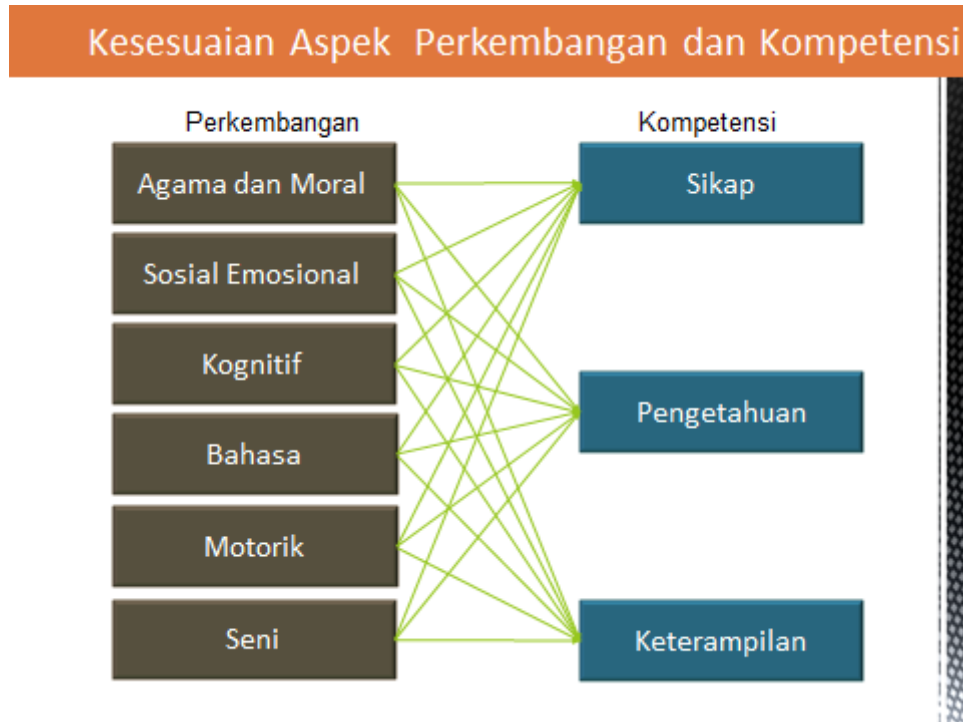 Kesesuaian Aspek Perkembangan dan Kompetensi
Perkembangan
Kompetensi
Agama dan Moral
Sikap
Sosial Emosional
Kognitif
Pengetahuan
Bahasa
Motorik
Seni
Keterampilan